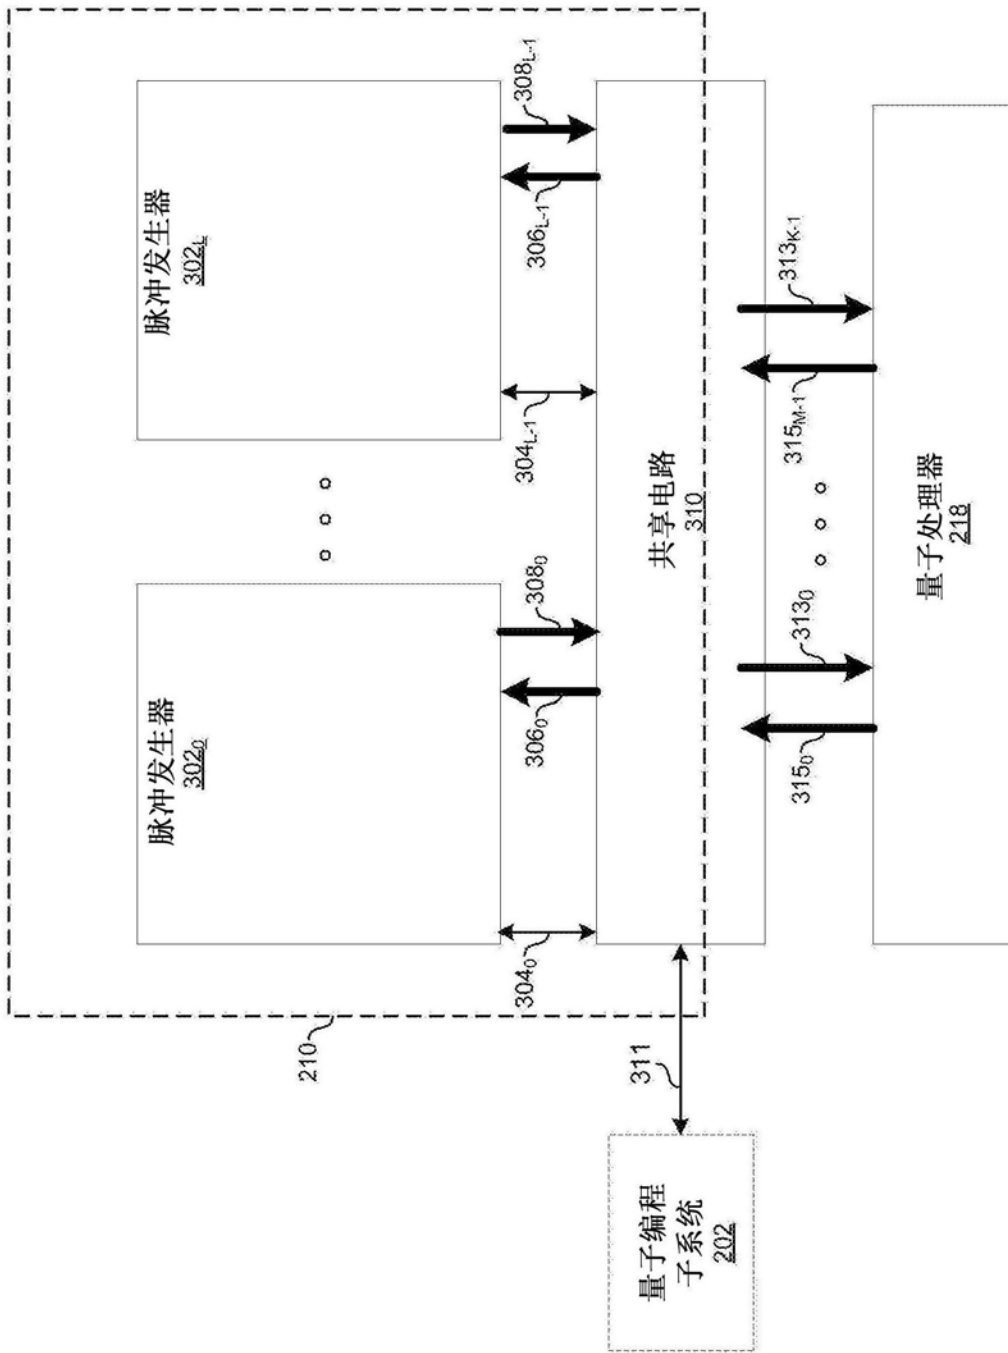 210
脉冲发生器
302₀
脉冲发生器
302L
304₀
306₀
308₀
304L-1
306L-1
308L-1
量子编程
子系统
202
311
共享电路
310
315₀
313₀
315M-1
313K-1
量子处理器
218